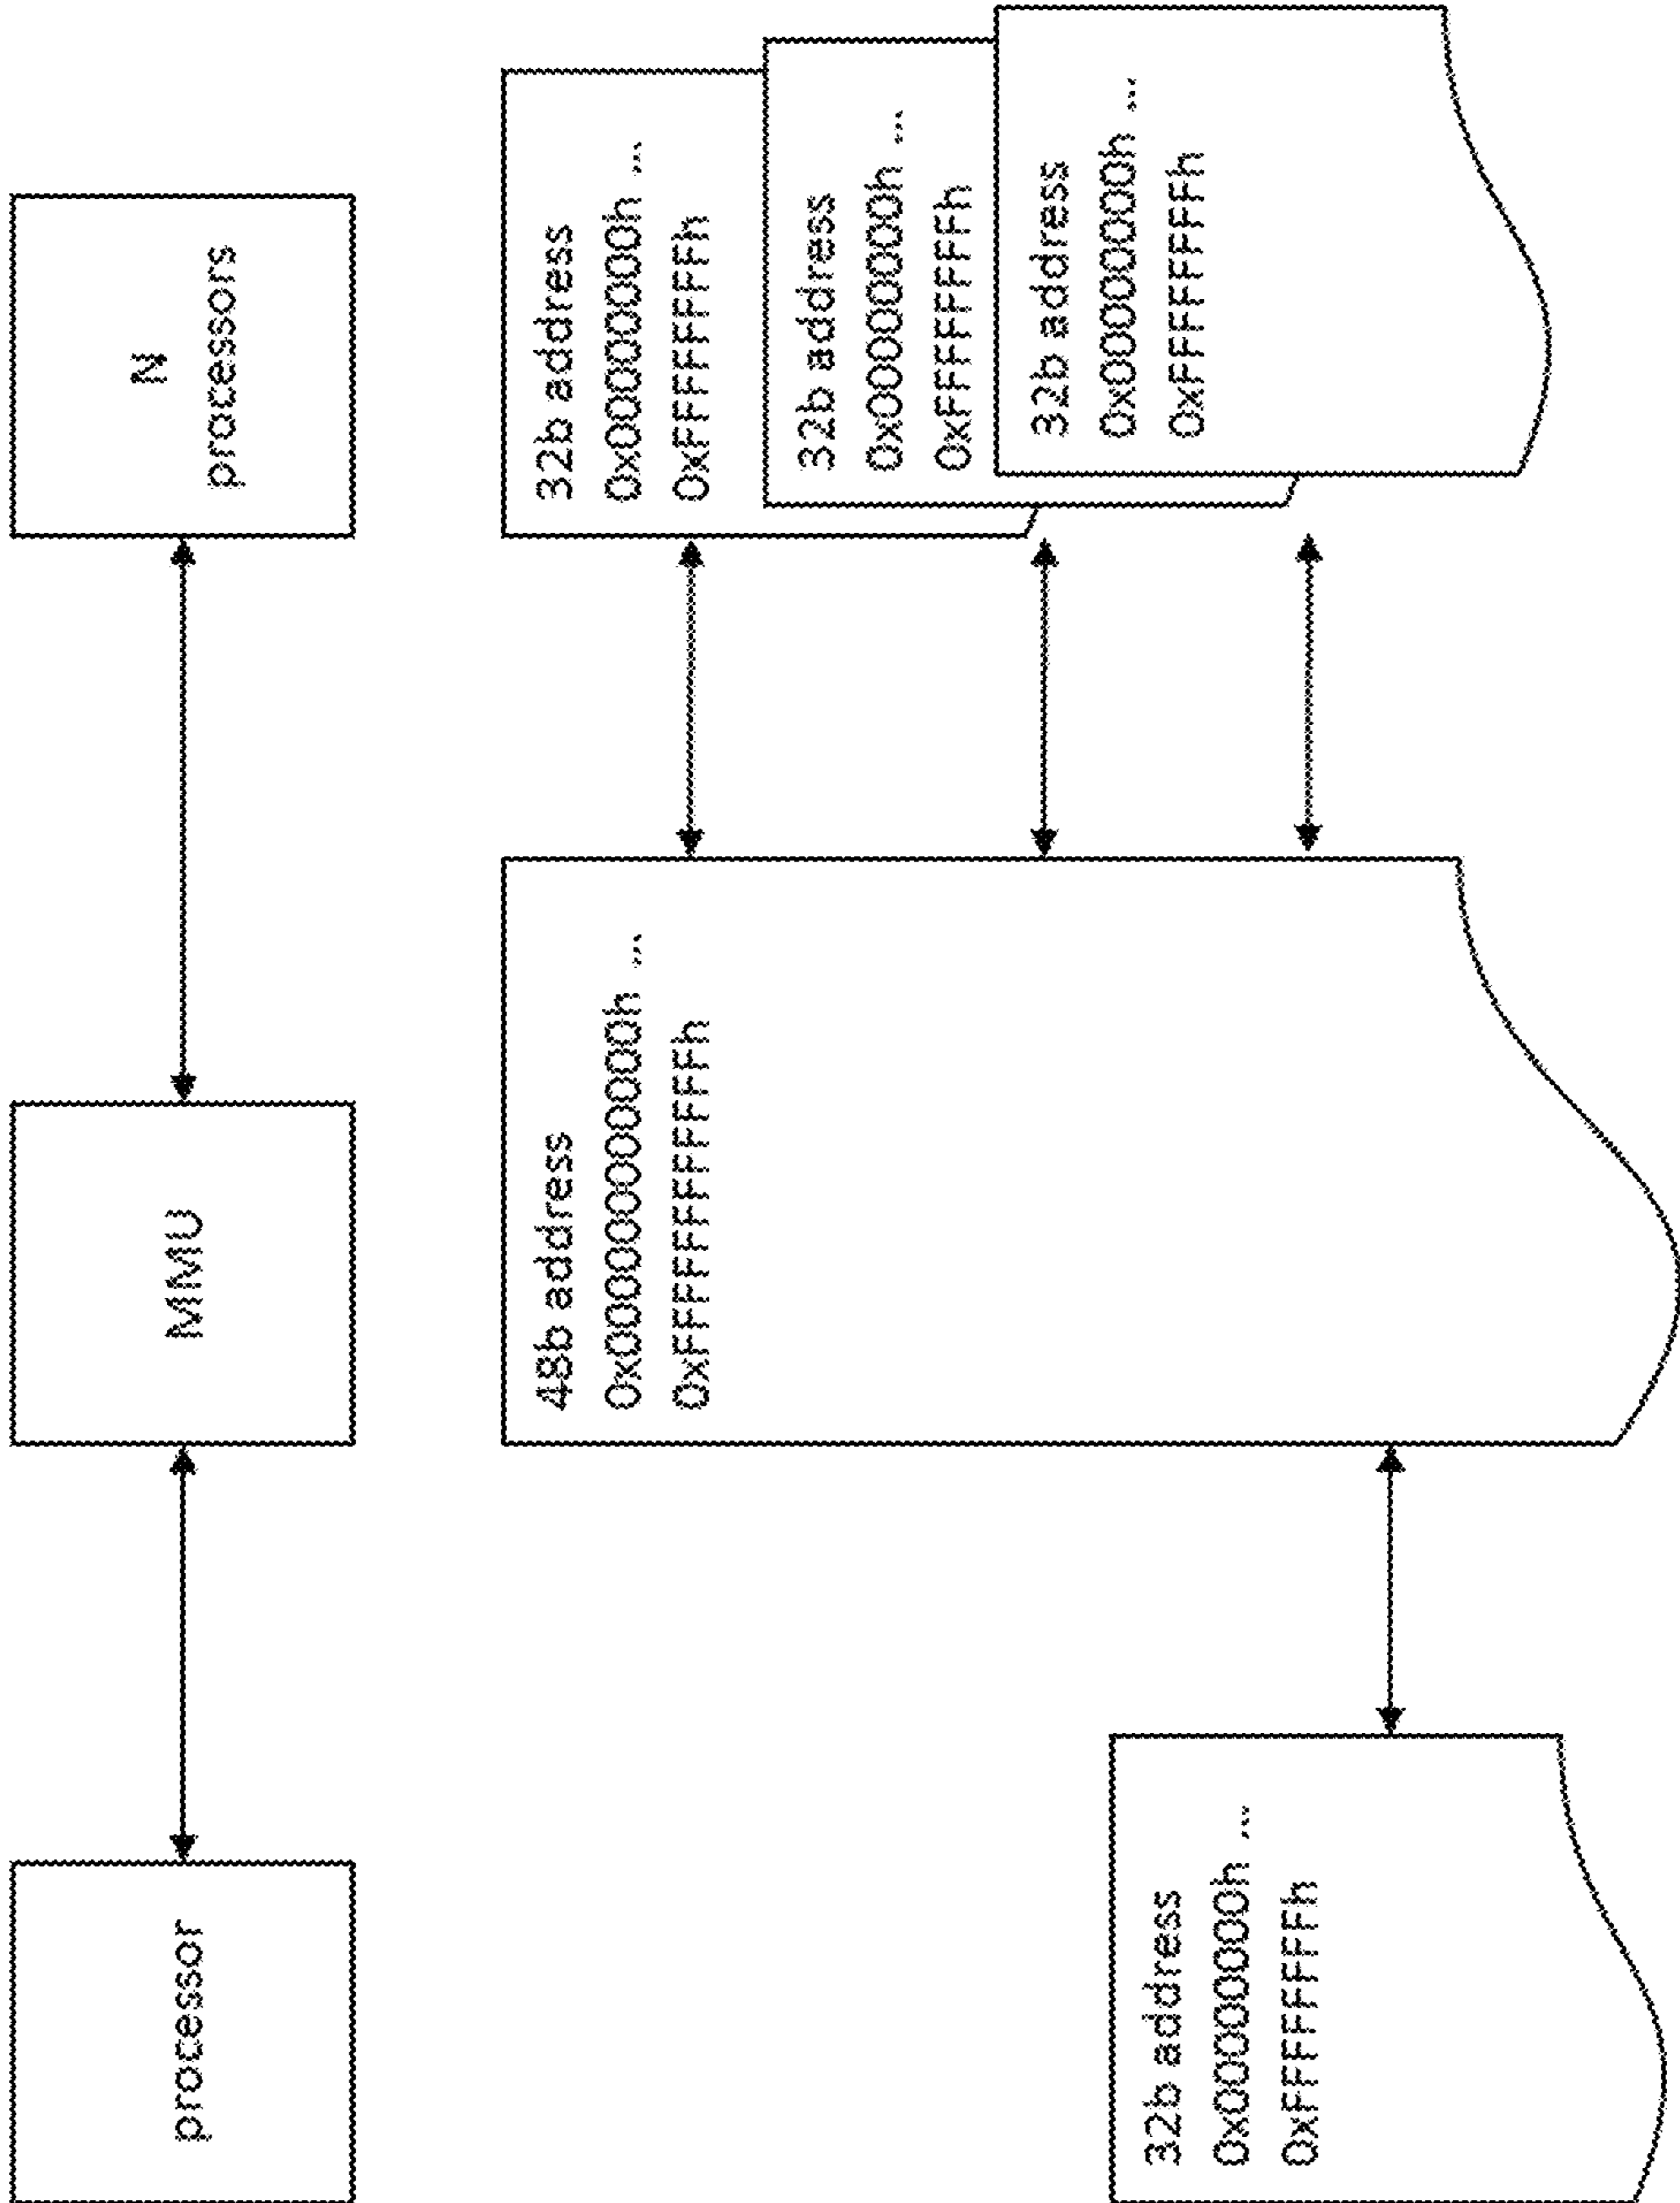 processor
MMU
N
processors
48b address
0x000000000000h ...
0xFFFFFFFFFFFFh
32b address
0x00000000h ...
0xFFFFFFFFh
32b address
0x00000000h ...
0xFFFFFFFFh
32b address
0x00000000h ...
0xFFFFFFFFh
32b address
0x00000000h ...
0xFFFFFFFFh